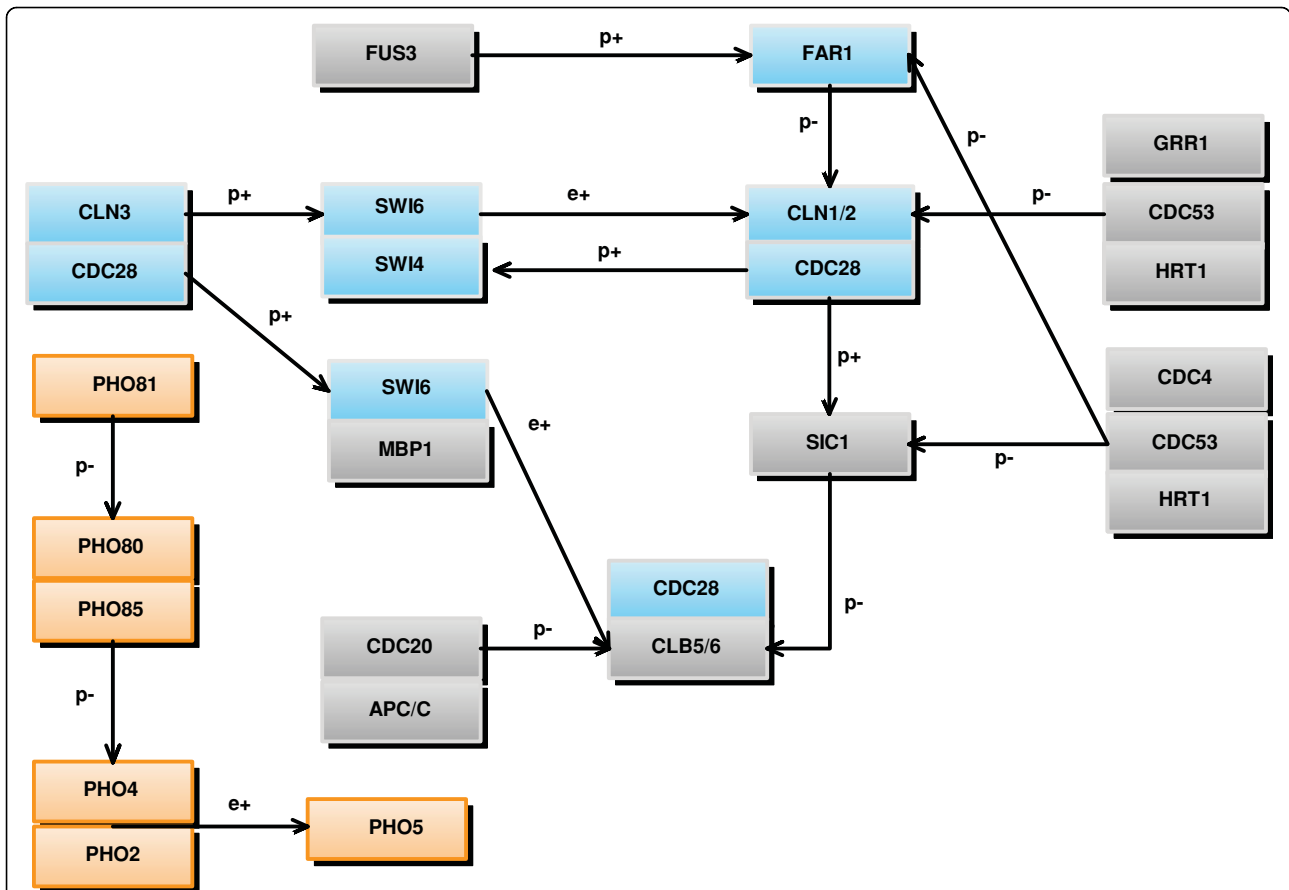 FUS3 p+ FAR1
p- p- GRR1
CLN3 p+ SWI6 e+ CLN1/2 p- CDC53
CDC28 SWI4 p+ CDC28 HRT1
p+ p+
PHO81 SWI6 CDC4
MBP1 e+ SIC1 p- CDC53
p- HRT1
PHO80 CDC28
PHO85 CDC20 p- CLB5/6 p-
p- APC/C
PHO4 e+ PHO5
PHO2